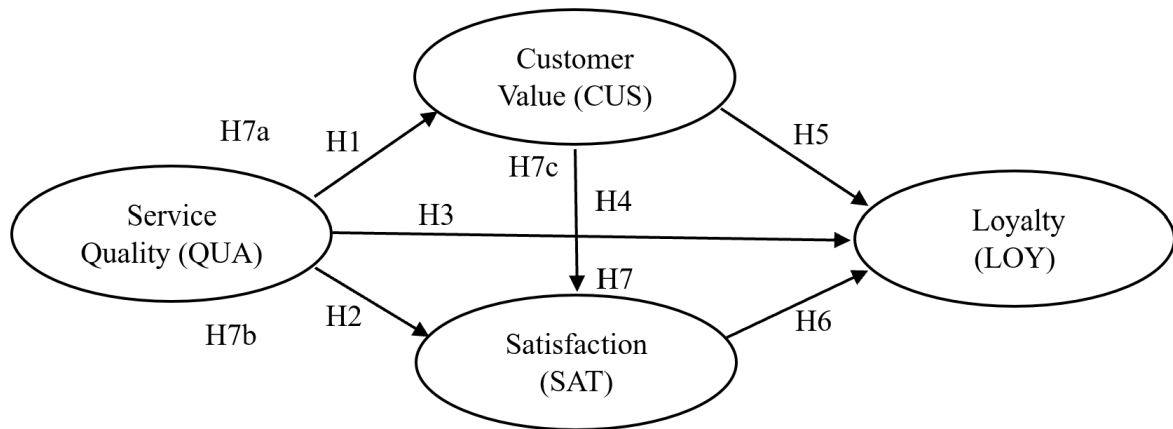 Customer
Value (CUS)
H7a
H1
H5
H7c
Service
Quality (QUA)
H3
H4
Loyalty
(LOY)
H7
H7b
H2
H6
Satisfaction
(SAT)